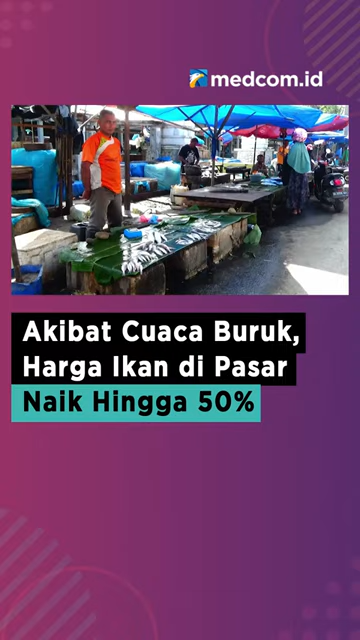 medcom.id
Akibat Cuaca Buruk,
Harga Ikan di Pasar
Naik Hingga 50%